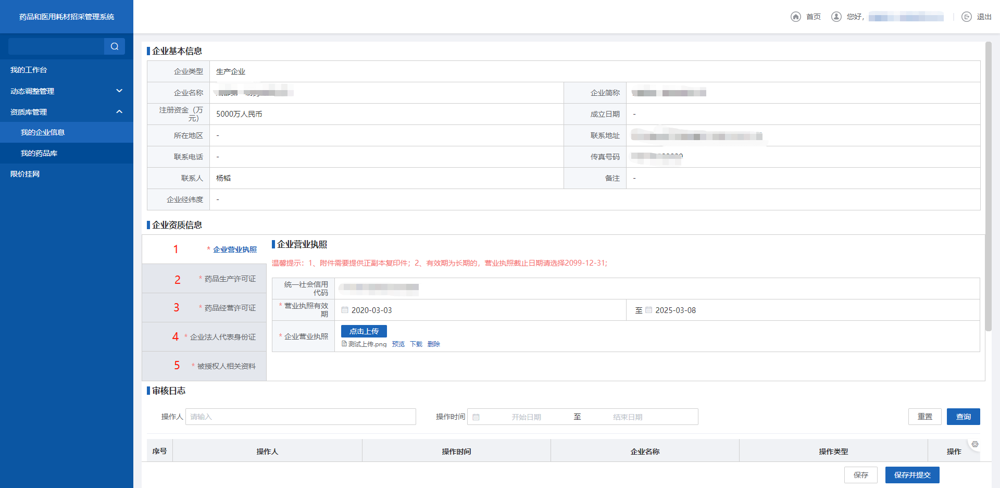 药品和医用耗材招采管理系统
首页
您好,
退出
我的工作台
动态调整管理
资质库管理
我的企业信息
我的药品库
限价挂网
企业基本信息
企业类型 生产企业
企业名称
企业简称
注册资金（万元） 5000万人民币
成立日期 -
所在地区 -
联系地址
联系电话 -
传真号码
联系人 杨韬
备注 -
企业经纬度 -
企业资质信息
1 * 企业营业执照
2 * 药品生产许可证
3 * 药品经营许可证
4 * 企业法人代表身份证
5 * 被授权人相关资料
企业营业执照
温馨提示：1、附件需要提供正副本复印件；2、有效期为长期的，营业执照截止日期请选择2099-12-31;
统一社会信用代码
* 营业执照有效期 2020-03-03 至 2025-03-08
* 企业营业执照 点击上传
测试上传.png 预览 下载 删除
审核日志
操作人 请输入 操作时间 开始日期 至 结束日期 重置 查询
序号 操作人 操作时间 企业名称 操作类型 操作
保存 保存并提交